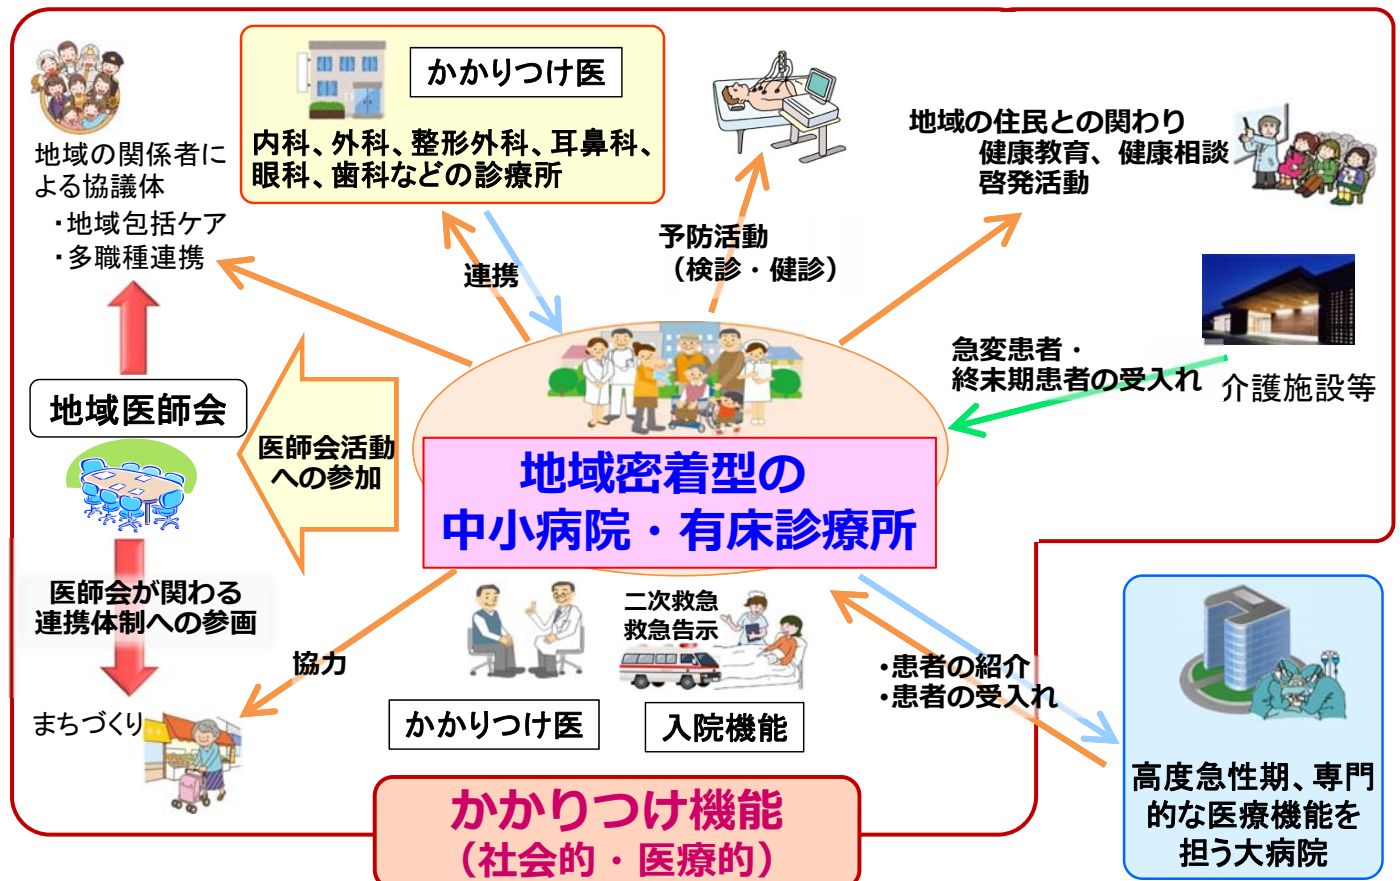 かかりつけ医
内科、外科、整形外科、耳鼻科、
眼科、歯科などの診療所
地域の関係者に
よる協議体
・地域包括ケア
・多職種連携
連携
予防活動
（検診・健診）
地域の住民との関わり
健康教育、健康相談
啓発活動
急変患者・
終末期患者の受入れ
介護施設等
地域医師会
医師会活動
への参加
地域密着型の
中小病院・有床診療所
医師会が関わる
連携体制への参画
協力
まちづくり
二次救急
救急告示
かかりつけ医
入院機能
・患者の紹介
・患者の受入れ
高度急性期、専門
的な医療機能を
担う大病院
かかりつけ機能
（社会的・医療的）